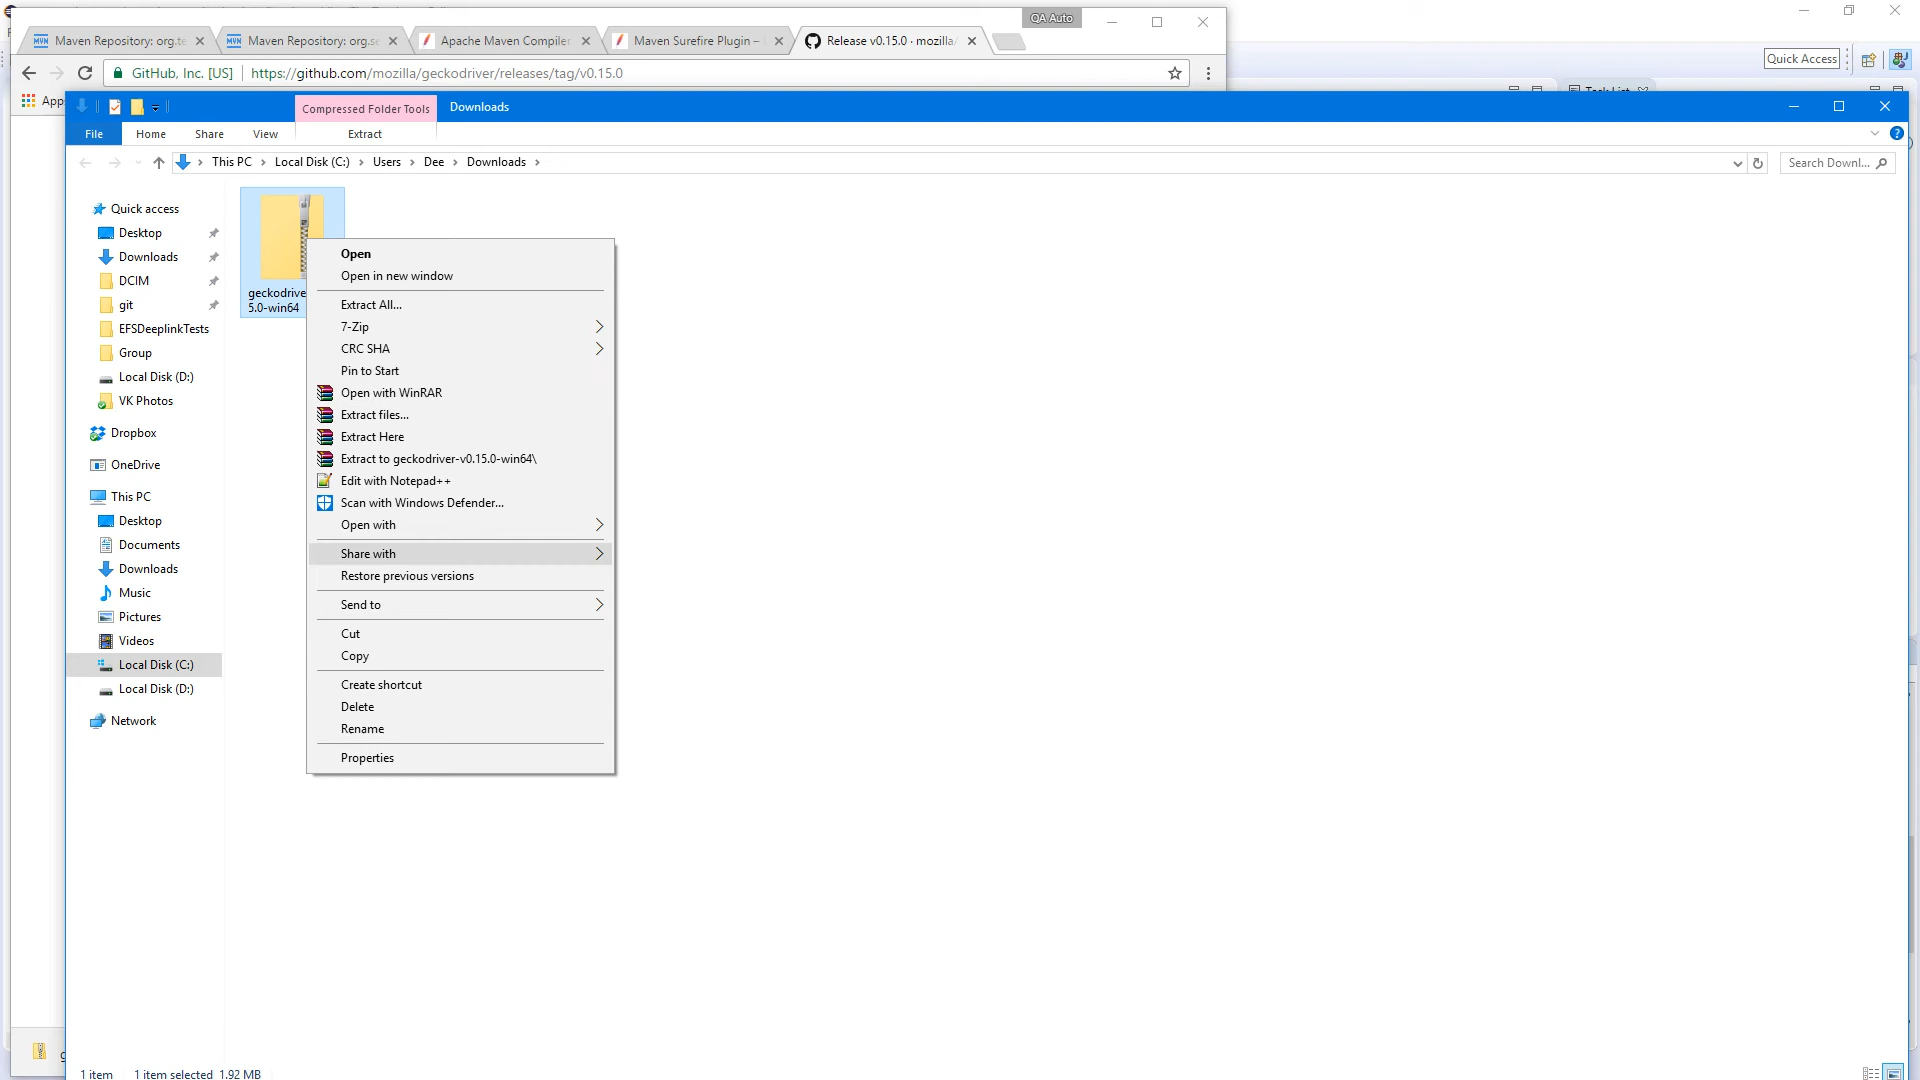 QA Auto
Maven Repository: org.te
Maven Repository: org.se
Apache Maven Compiler
Maven Surefire Plugin –
Release v0.15.0 · mozilla/
GitHub, Inc. [US]
https://github.com/mozilla/geckodriver/releases/tag/v0.15.0
Quick Access
App
Compressed Folder Tools
Downloads
File
Home
Share
View
Extract
This PC
Local Disk (C:)
Users
Dee
Downloads
Search Downl...
Quick access
Desktop
Downloads
DCIM
git
EFSDeeplinkTests
Group
Local Disk (D:)
VK Photos
Dropbox
OneDrive
This PC
Desktop
Documents
Downloads
Music
Pictures
Videos
Local Disk (C:)
Local Disk (D:)
Network
geckodrive
5.0-win64
Open
Open in new window
Extract All...
7-Zip
CRC SHA
Pin to Start
Open with WinRAR
Extract files...
Extract Here
Extract to geckodriver-v0.15.0-win64\
Edit with Notepad++
Scan with Windows Defender...
Open with
Share with
Restore previous versions
Send to
Cut
Copy
Create shortcut
Delete
Rename
Properties
1 item
1 item selected 1.92 MB